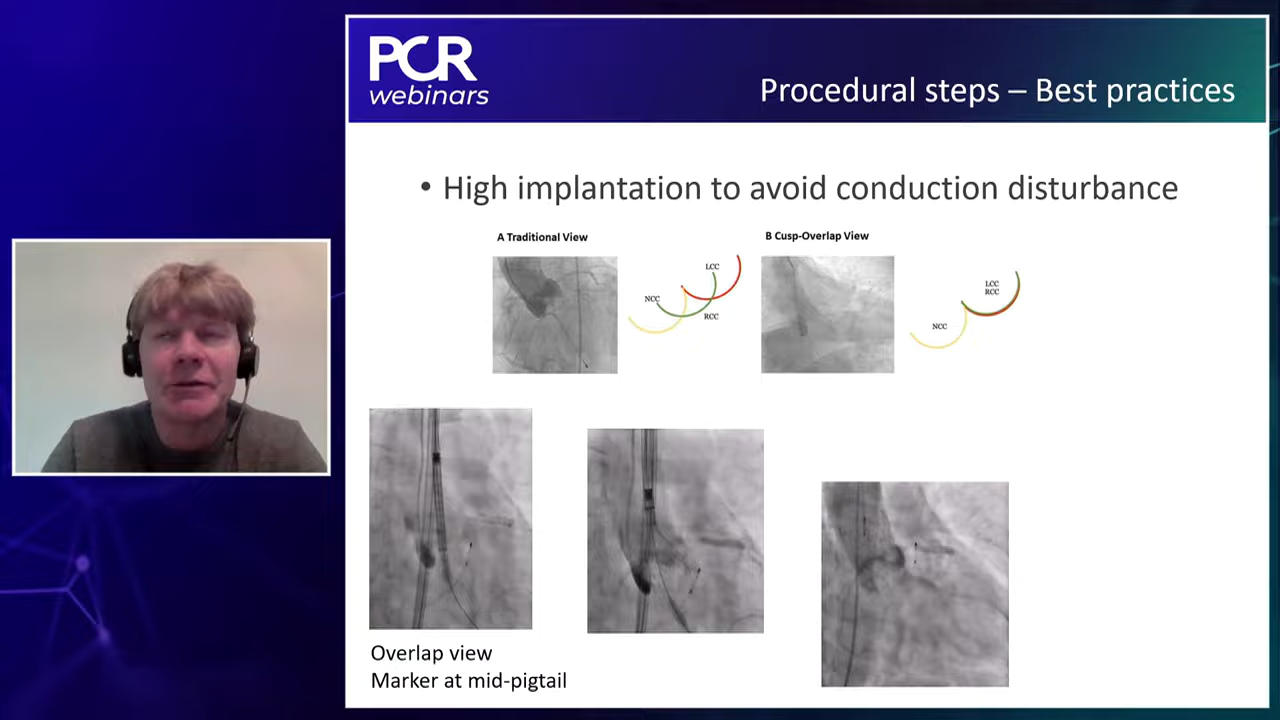 PCR
webinars
Procedural steps – Best practices
• High implantation to avoid conduction disturbance
A Traditional View
B Cusp-Overlap View
LCC
NCC
RCC
LCC
RCC
NCC
Overlap view
Marker at mid-pigtail